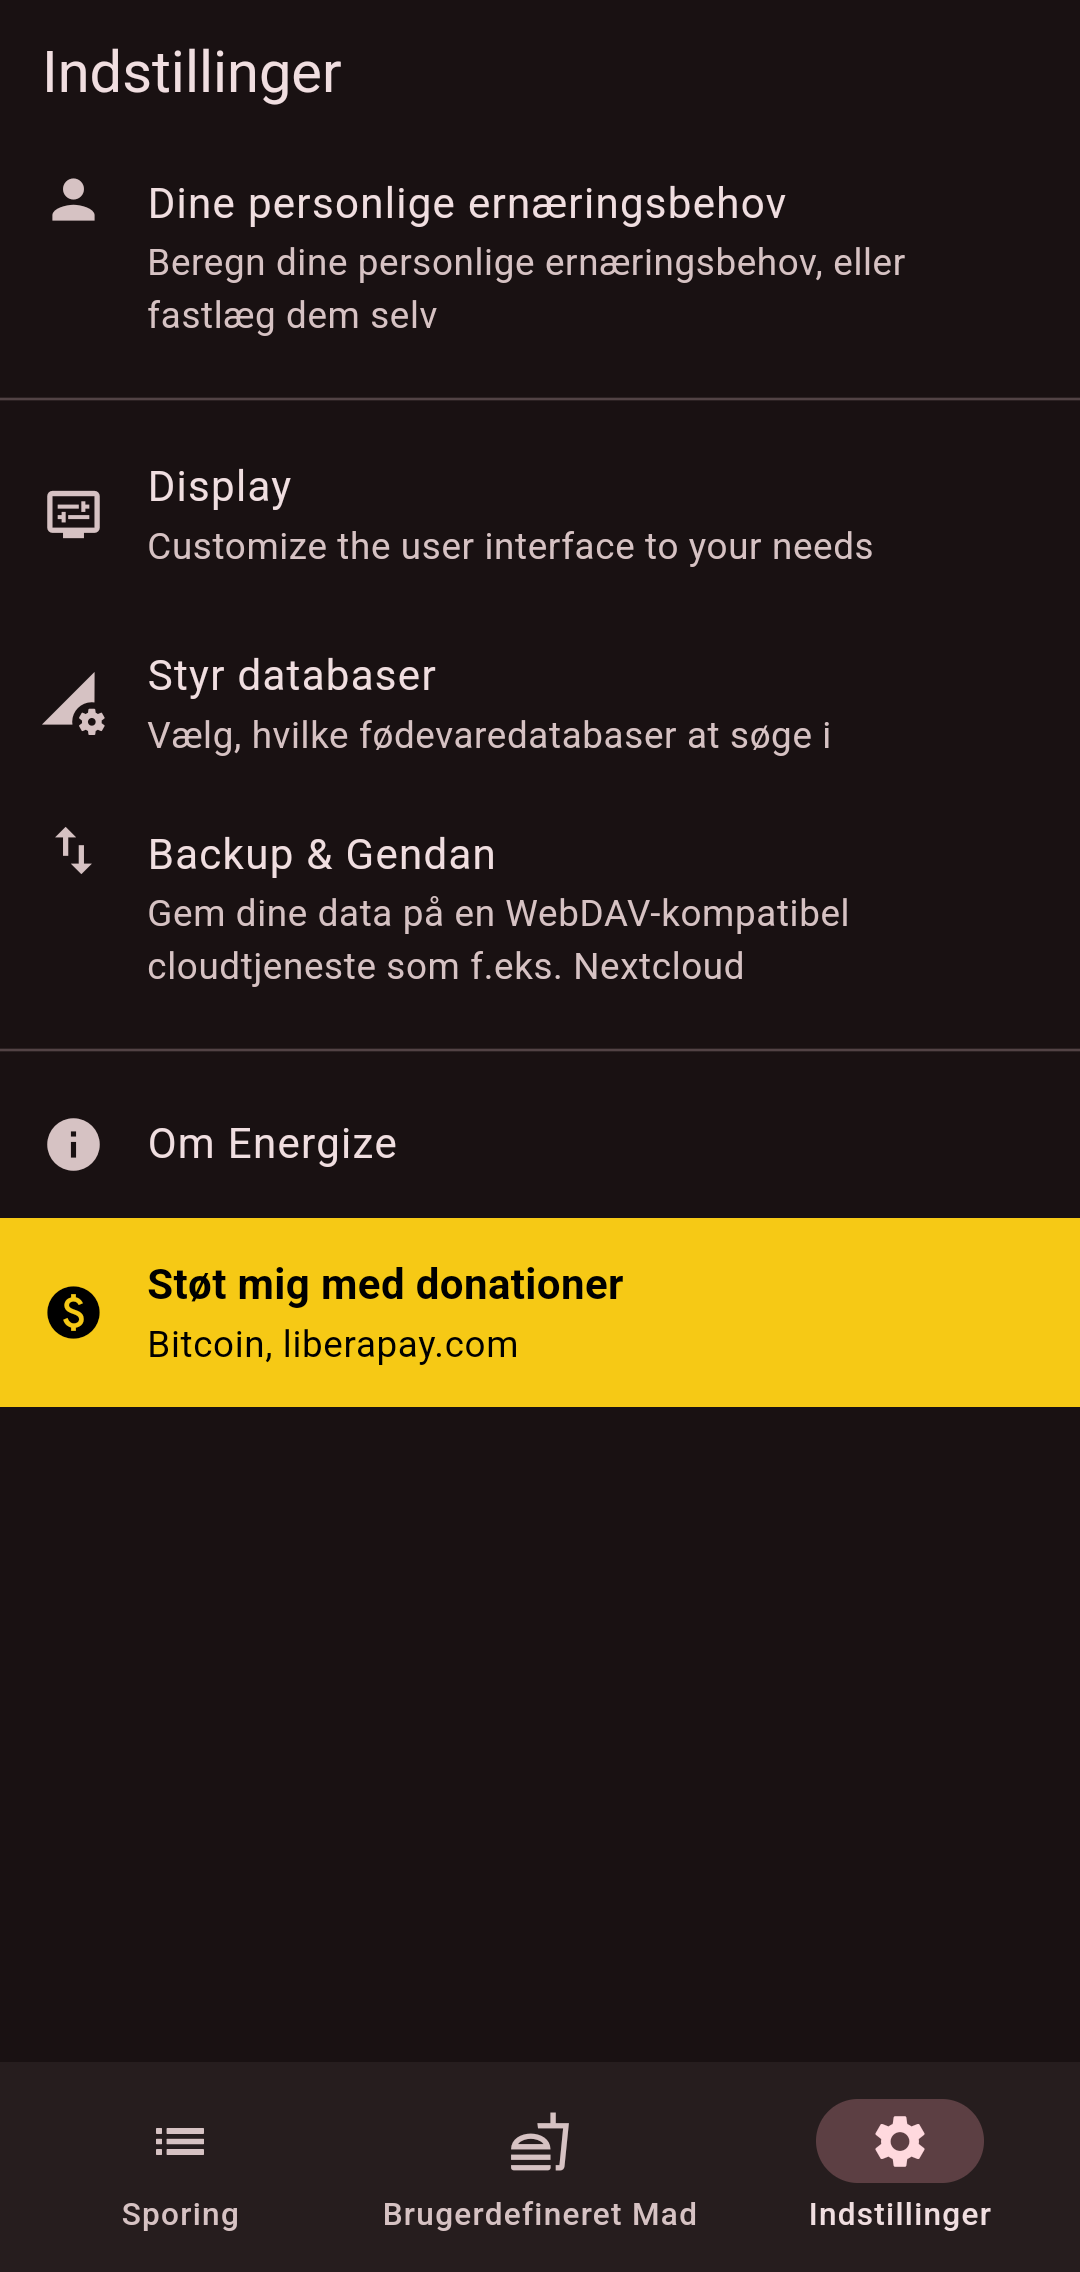 Indstillinger
Dine personlige ernæringsbehov
Beregn dine personlige ernæringsbehov, eller
fastlæg dem selv
Display
Customize the user interface to your needs
Styr databaser
Vælg, hvilke fødevaredatabaser at søge i
Backup & Gendan
Gem dine data på en WebDAV-kompatibel
cloudtjeneste som f.eks. Nextcloud
Om Energize
Støt mig med donationer
Bitcoin, liberapay.com
Sporing
Brugerdefineret Mad
Indstillinger